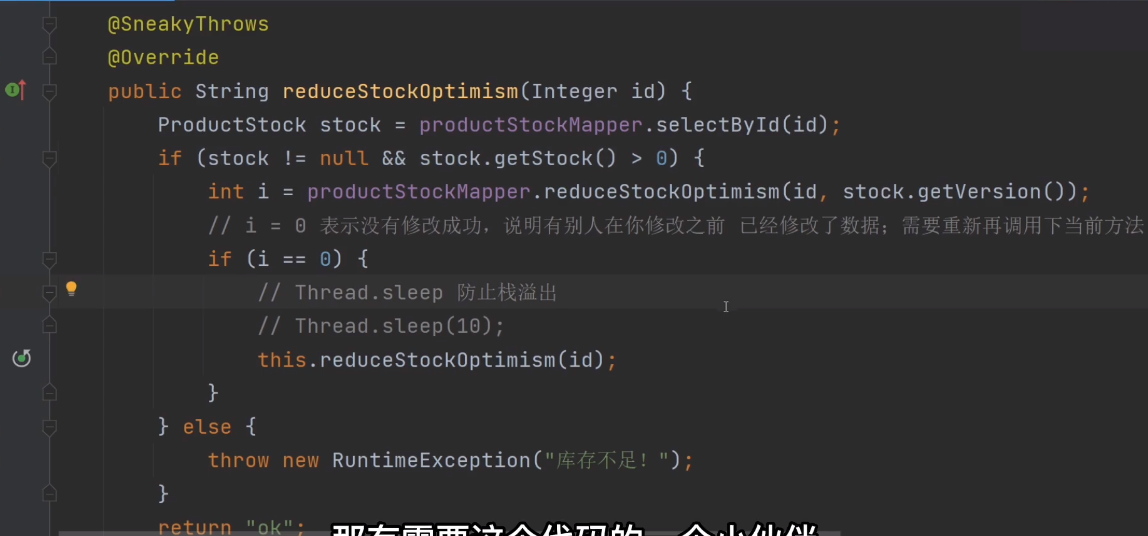 @SneakyThrows
@Override
public String reduceStockOptimism(Integer id) {
ProductStock stock = productStockMapper.selectById(id);
if (stock != null && stock.getStock() > 0) {
int i = productStockMapper.reduceStockOptimism(id, stock.getVersion());
// i = 0 表示没有修改成功，说明有别人在你修改之前 已经修改了数据；需要重新再调用下当前方法
if (i == 0) {
// Thread.sleep 防止栈溢出
// Thread.sleep(10);
this.reduceStockOptimism(id);
}
} else {
throw new RuntimeException("库存不足！");
}
return "ok";
那有需要这个代码的一个小伙伴